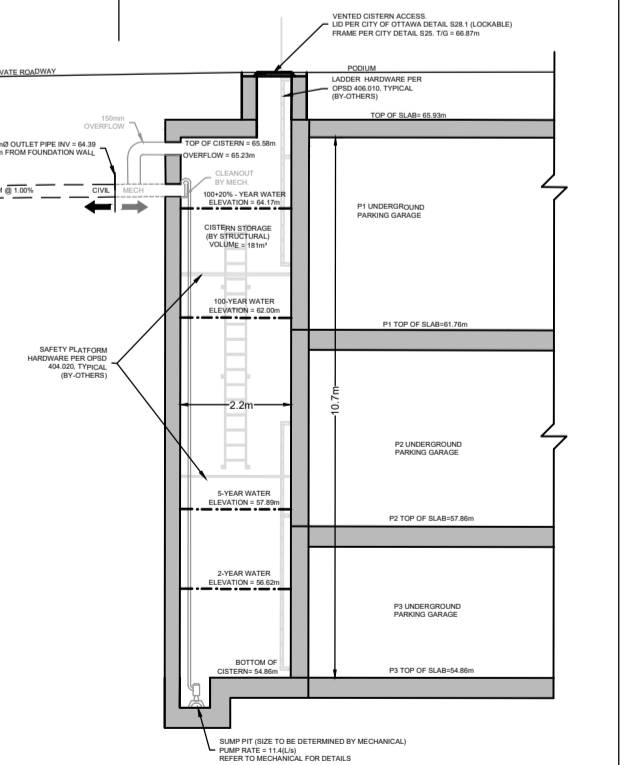 VENTED CISTERN ACCESS.
LID PER CITY OF OTTAWA DETAIL S28.1 (LOCKABLE)
FRAME PER CITY DETAIL S25. T/G = 66.87m
VATE ROADWAY
PODIUM
LADDER HARDWARE PER
OPSD 406.010, TYPICAL
(BY-OTHERS)
TOP OF SLAB= 65.93m
150mm
OVERFLOW
TOP OF CISTERN = 65.58m
OVERFLOW = 65.23m
mØ OUTLET PIPE INV = 64.39
m FROM FOUNDATION WALL
CLEANOUT
BY MECH.
M @ 1.00%
CIVIL
MECH
100+20% - YEAR WATER
ELEVATION = 64.17m
CISTERN STORAGE
(BY STRUCTURAL)
VOLUME = 181m³
P1 UNDERGROUND
PARKING GARAGE
100-YEAR WATER
ELEVATION = 62.00m
P1 TOP OF SLAB=61.76m
SAFETY PLATFORM
HARDWARE PER OPSD
404.020, TYPICAL
(BY-OTHERS)
2.2m
10.7m
P2 UNDERGROUND
PARKING GARAGE
5-YEAR WATER
ELEVATION = 57.89m
P2 TOP OF SLAB=57.86m
2-YEAR WATER
ELEVATION = 56.62m
P3 UNDERGROUND
PARKING GARAGE
BOTTOM OF
CISTERN= 54.86m
P3 TOP OF SLAB=54.86m
SUMP PIT (SIZE TO BE DETERMINED BY MECHANICAL)
PUMP RATE = 11.4(L/s)
REFER TO MECHANICAL FOR DETAILS